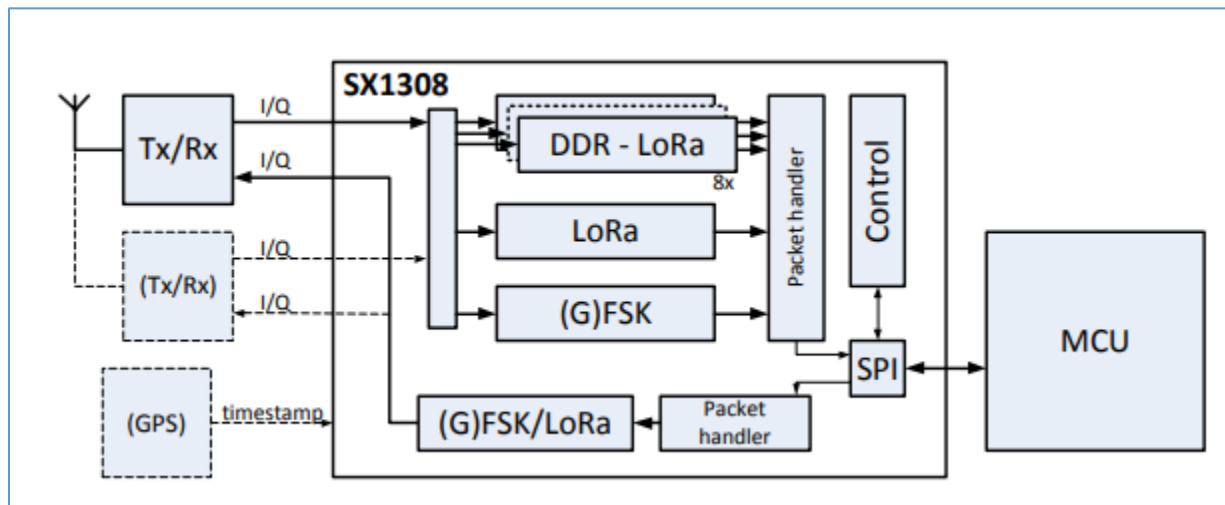 SX1308
I/Q
Tx/Rx
I/Q
DDR - LoRa
8x
LoRa
(G)FSK
Packet handler
Control
I/Q
(Tx/Rx)
I/Q
MCU
SPI
(GPS)
timestamp
(G)FSK/LoRa
Packet
handler